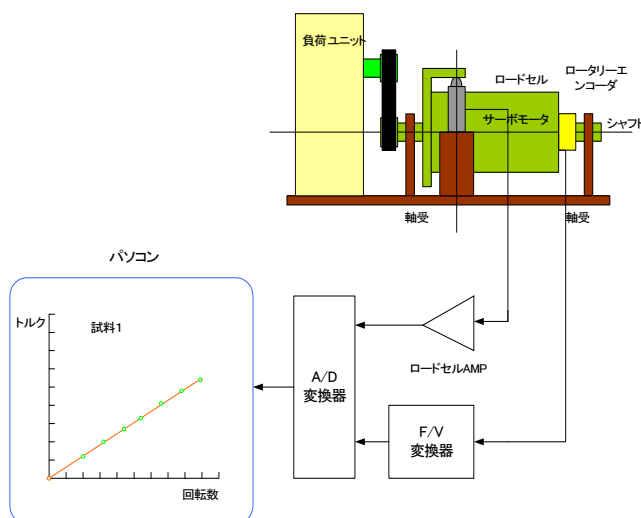 負荷ユニット
ロードセル
ロータリーエ
ンコーダ
サーボモータ
シャフト
軸受
軸受
パソコン
トルク
試料1
回転数
A/D
変換器
ロードセルAMP
F/V
変換器